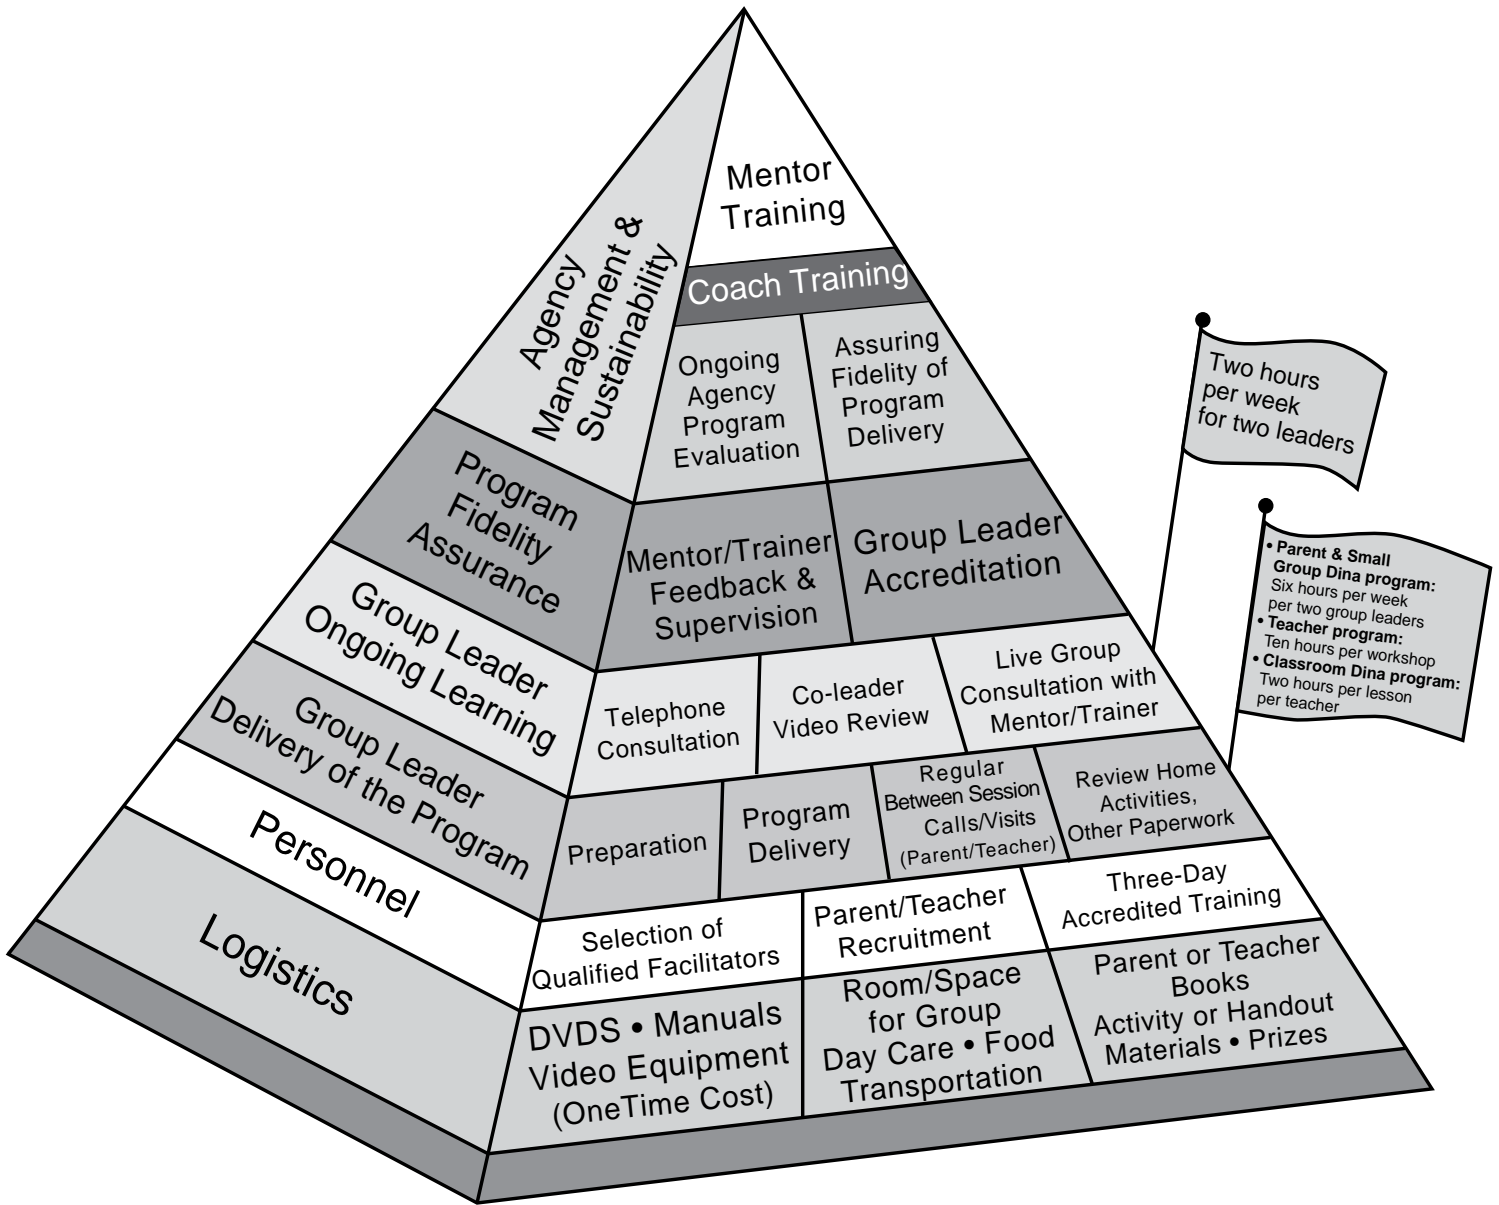 Mentor
Training
Coach Training
Agency
Management &
Sustainability
Ongoing
Agency
Program
Evaluation
Assuring
Fidelity of
Program
Delivery
Program
Fidelity
Assurance
Mentor/Trainer
Feedback &
Supervision
Group Leader
Accreditation
Group Leader
Ongoing Learning
Telephone
Consultation
Co-leader
Video Review
Live Group
Consultation with
Mentor/Trainer
Two hours
per week
for two leaders
Group Leader
Delivery of the Program
Preparation
Program
Delivery
Regular
Between Session
Calls/Visits
(Parent/Teacher)
Review Home
Activities,
Other Paperwork
• Parent & Small
Group Dina program:
Six hours per week
per two group leaders
• Teacher program:
Ten hours per workshop
• Classroom Dina program:
Two hours per lesson
per teacher
Personnel
Selection of
Qualified Facilitators
Parent/Teacher
Recruitment
Three-Day
Accredited Training
Logistics
DVDS • Manuals
Video Equipment
(OneTime Cost)
Room/Space
for Group
Day Care • Food
Transportation
Parent or Teacher
Books
Activity or Handout
Materials • Prizes